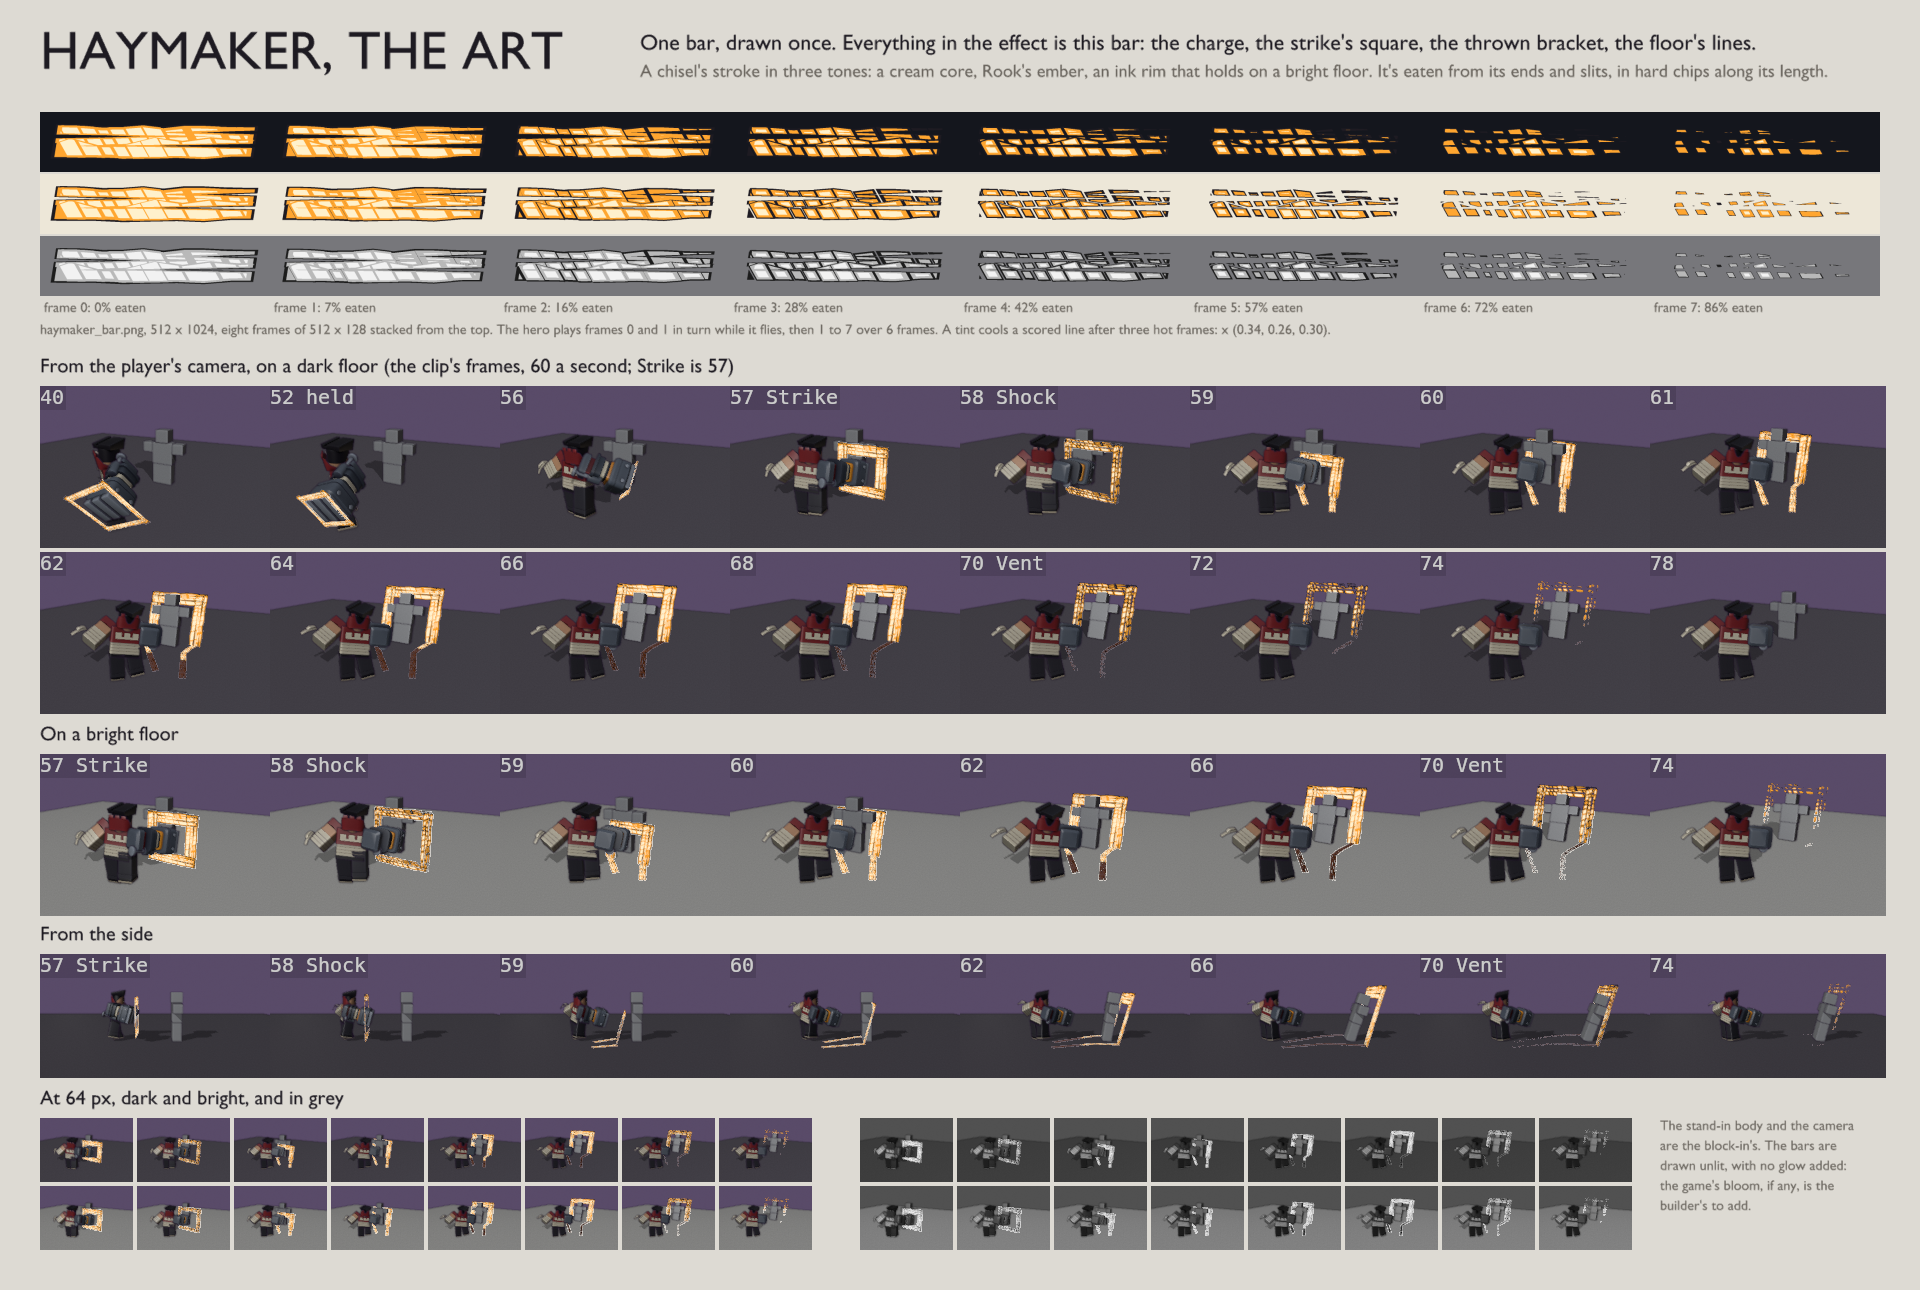 HAYMAKER, THE ART
One bar, drawn once. Everything in the effect is this bar: the charge, the strike's square, the thrown bracket, the floor's lines.
A chisel's stroke in three tones: a cream core, Rook's ember, an ink rim that holds on a bright floor. It's eaten from its ends and slits, in hard chips along its length.
frame 0: 0% eaten
frame 1: 7% eaten
frame 2: 16% eaten
frame 3: 28% eaten
frame 4: 42% eaten
frame 5: 57% eaten
frame 6: 72% eaten
frame 7: 86% eaten
haymaker_bar.png, 512 x 1024, eight frames of 512 x 128 stacked from the top. The hero plays frames 0 and 1 in turn while it flies, then 1 to 7 over 6 frames. A tint cools a scored line after three hot frames: x (0.34, 0.26, 0.30).
From the player's camera, on a dark floor (the clip's frames, 60 a second; Strike is 57)
40
52 held
56
57 Strike
58 Shock
59
60
61
62
64
66
68
70 Vent
72
74
78
On a bright floor
57 Strike
58 Shock
59
60
62
66
70 Vent
74
From the side
57 Strike
58 Shock
59
60
62
66
70 Vent
74
At 64 px, dark and bright, and in grey
The stand-in body and the camera
are the block-in's. The bars are
drawn unlit, with no glow added:
the game's bloom, if any, is the
builder's to add.